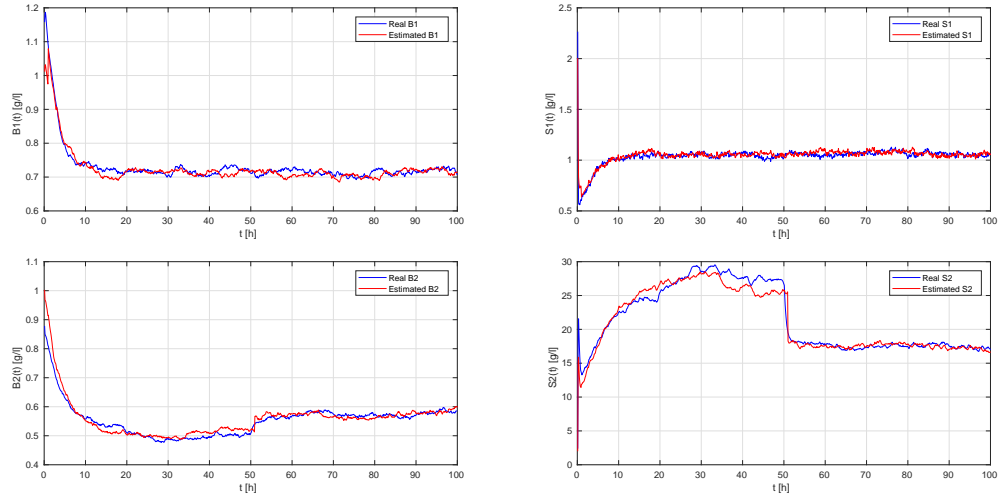 1.2
1.1
1
0.9
0.8
0.7
0.6
B1(t) [g/l]
0 10 20 30 40 50 60 70 80 90 100
t [h]
Real B1
Estimated B1
2.5
2
1.5
1
0.5
S1(t) [g/l]
0 10 20 30 40 50 60 70 80 90 100
t [h]
Real S1
Estimated S1
1.1
1
0.9
0.8
0.7
0.6
0.5
0.4
B2(t) [g/l]
0 10 20 30 40 50 60 70 80 90 100
t [h]
Real B2
Estimated B2
30
25
20
15
10
5
0
S2(t) [g/l]
0 10 20 30 40 50 60 70 80 90 100
t [h]
Real S2
Estimated S2